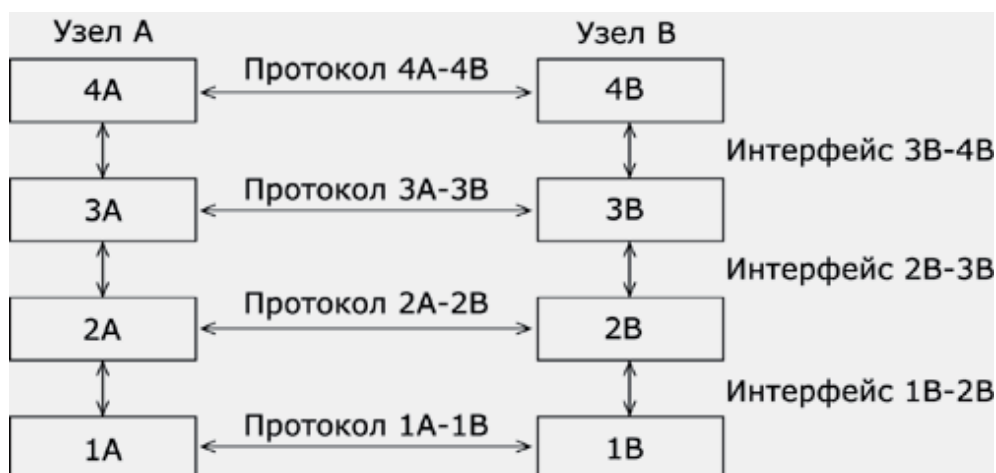 Узел А
Узел В
Протокол 4А-4В
4А
4В
Интерфейс 3В-4В
Протокол 3А-3В
3А
3В
Интерфейс 2В-3В
Протокол 2А-2В
2А
2В
Интерфейс 1В-2В
Протокол 1А-1В
1А
1В